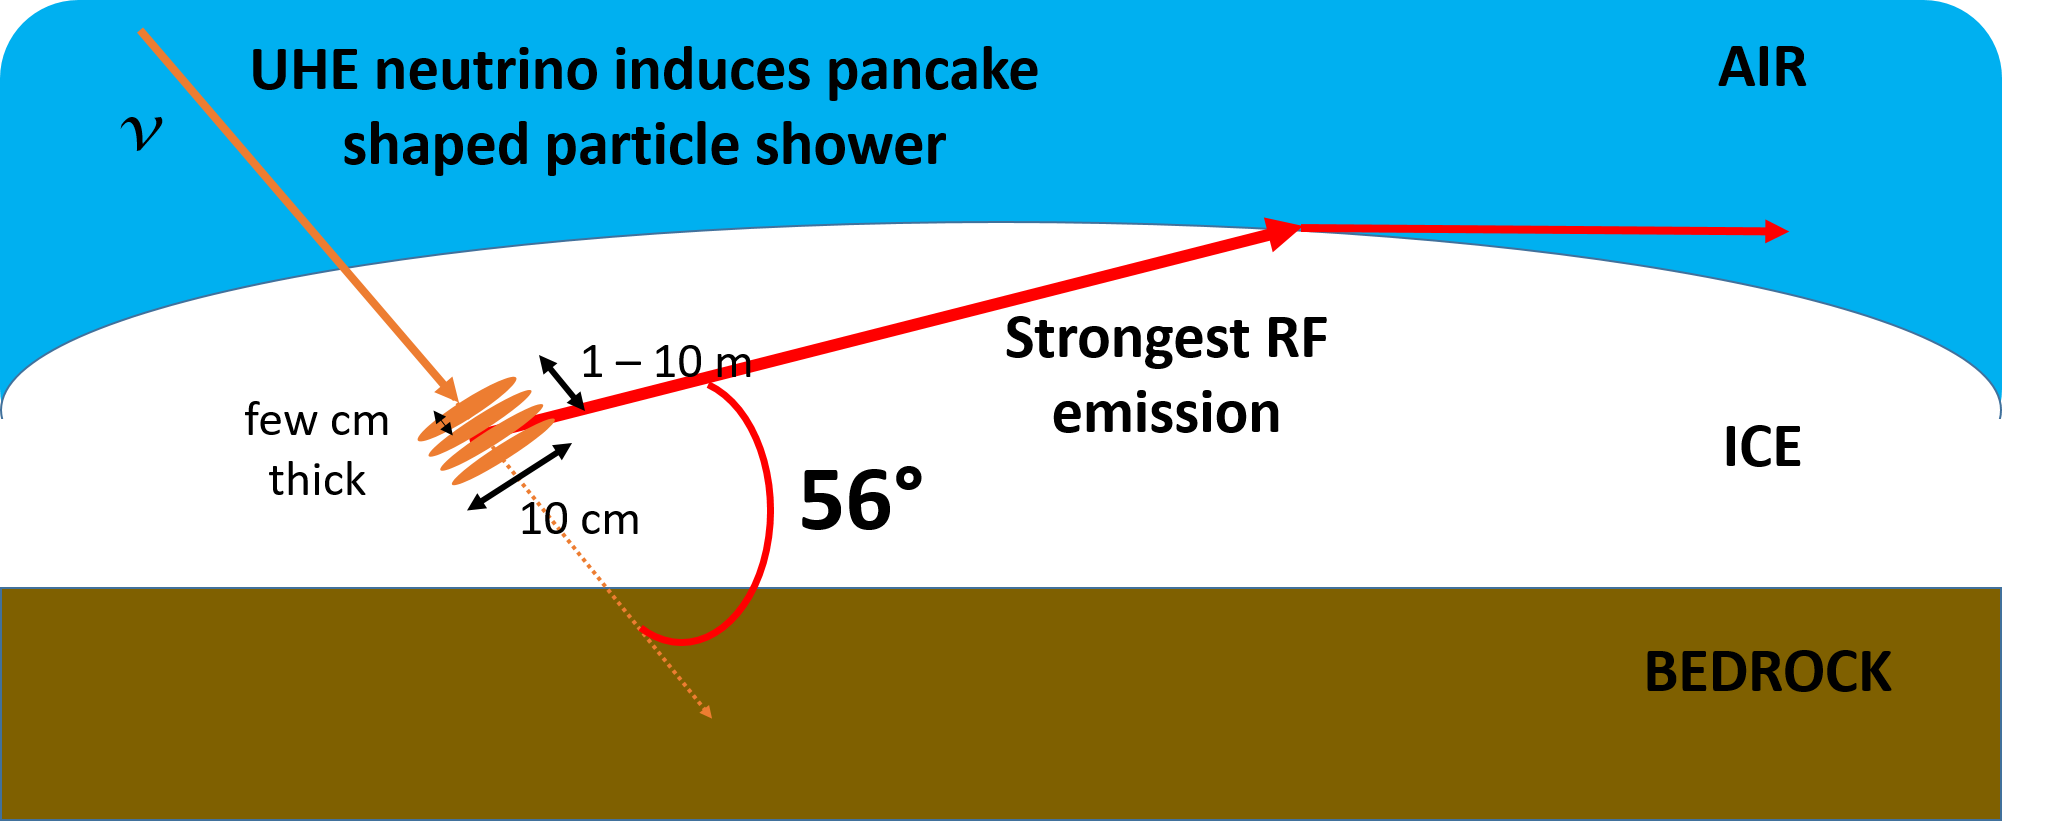 UHE neutrino induces pancake
shaped particle shower
AIR
ν
1 – 10 m
Strongest RF
emission
few cm
thick
10 cm
56°
ICE
BEDROCK